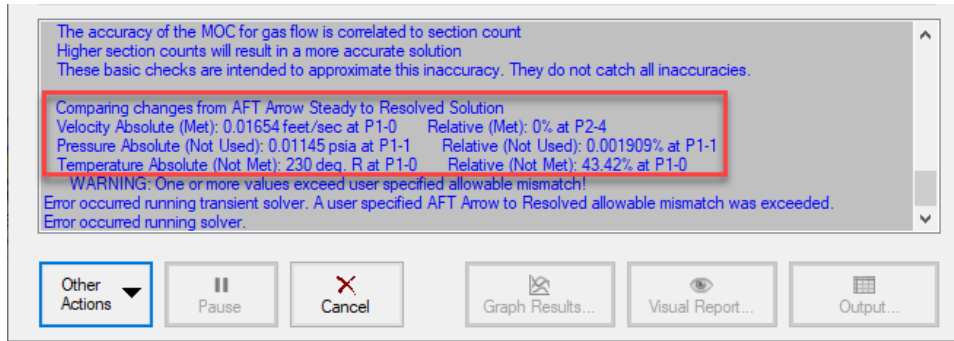 The accuracy of the MOC for gas flow is correlated to section count
Higher section counts will result in a more accurate solution
These basic checks are intended to approximate this inaccuracy. They do not catch all inaccuracies.
Comparing changes from AFT Arrow Steady to Resolved Solution
Velocity Absolute (Met): 0.01654 feet/sec at P1-0 Relative (Met): 0% at P2-4
Pressure Absolute (Not Used): 0.01145 psia at P1-1 Relative (Not Used): 0.001909% at P1-1
Temperature Absolute (Not Met): 230 deg. R at P1-0 Relative (Not Met): 43.42% at P1-0
WARNING: One or more values exceed user specified allowable mismatch!
Error occurred running transient solver. A user specified AFT Arrow to Resolved allowable mismatch was exceeded.
Error occurred running solver.
Other
Actions
Pause
Cancel
Graph Results...
Visual Report...
Output...